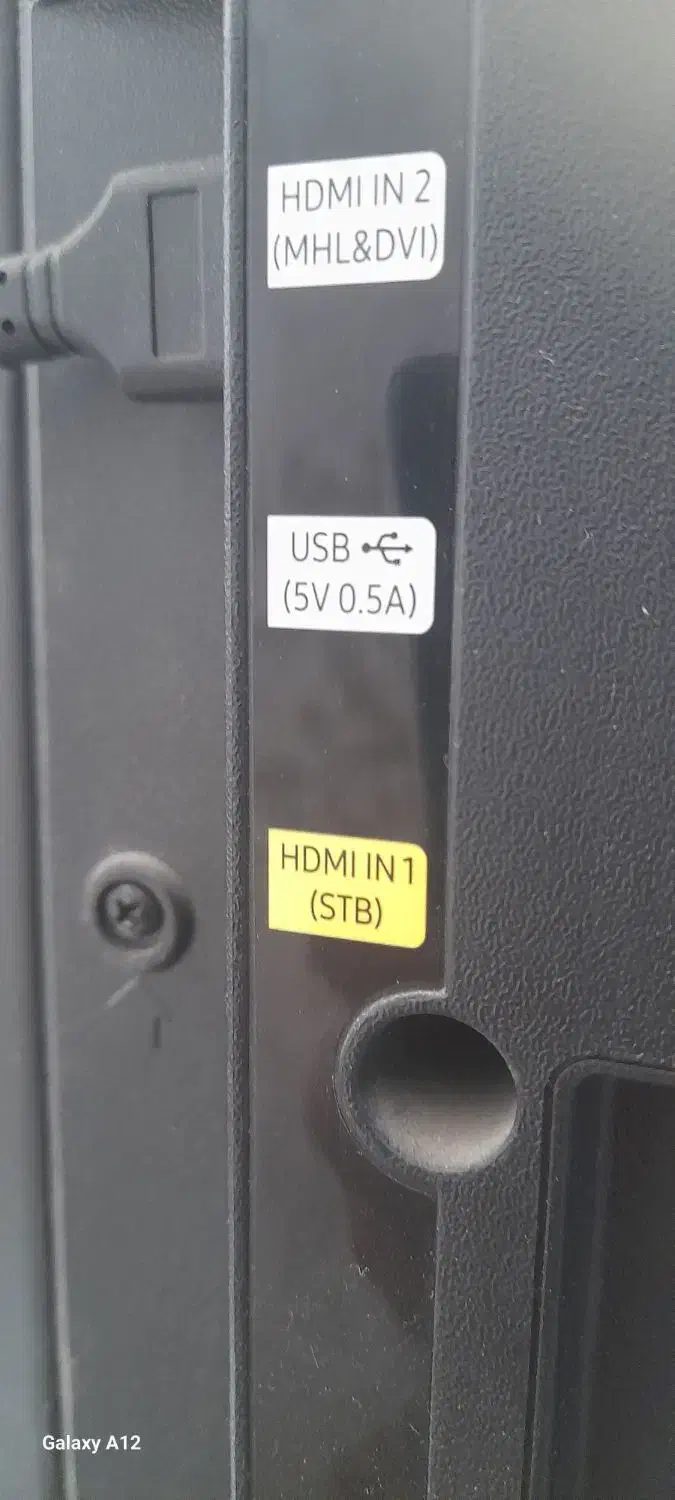 HDMI IN 2
(MHL&DVI)
USB
(5V 0.5A)
HDMI IN 1
(STB)
Galaxy A12